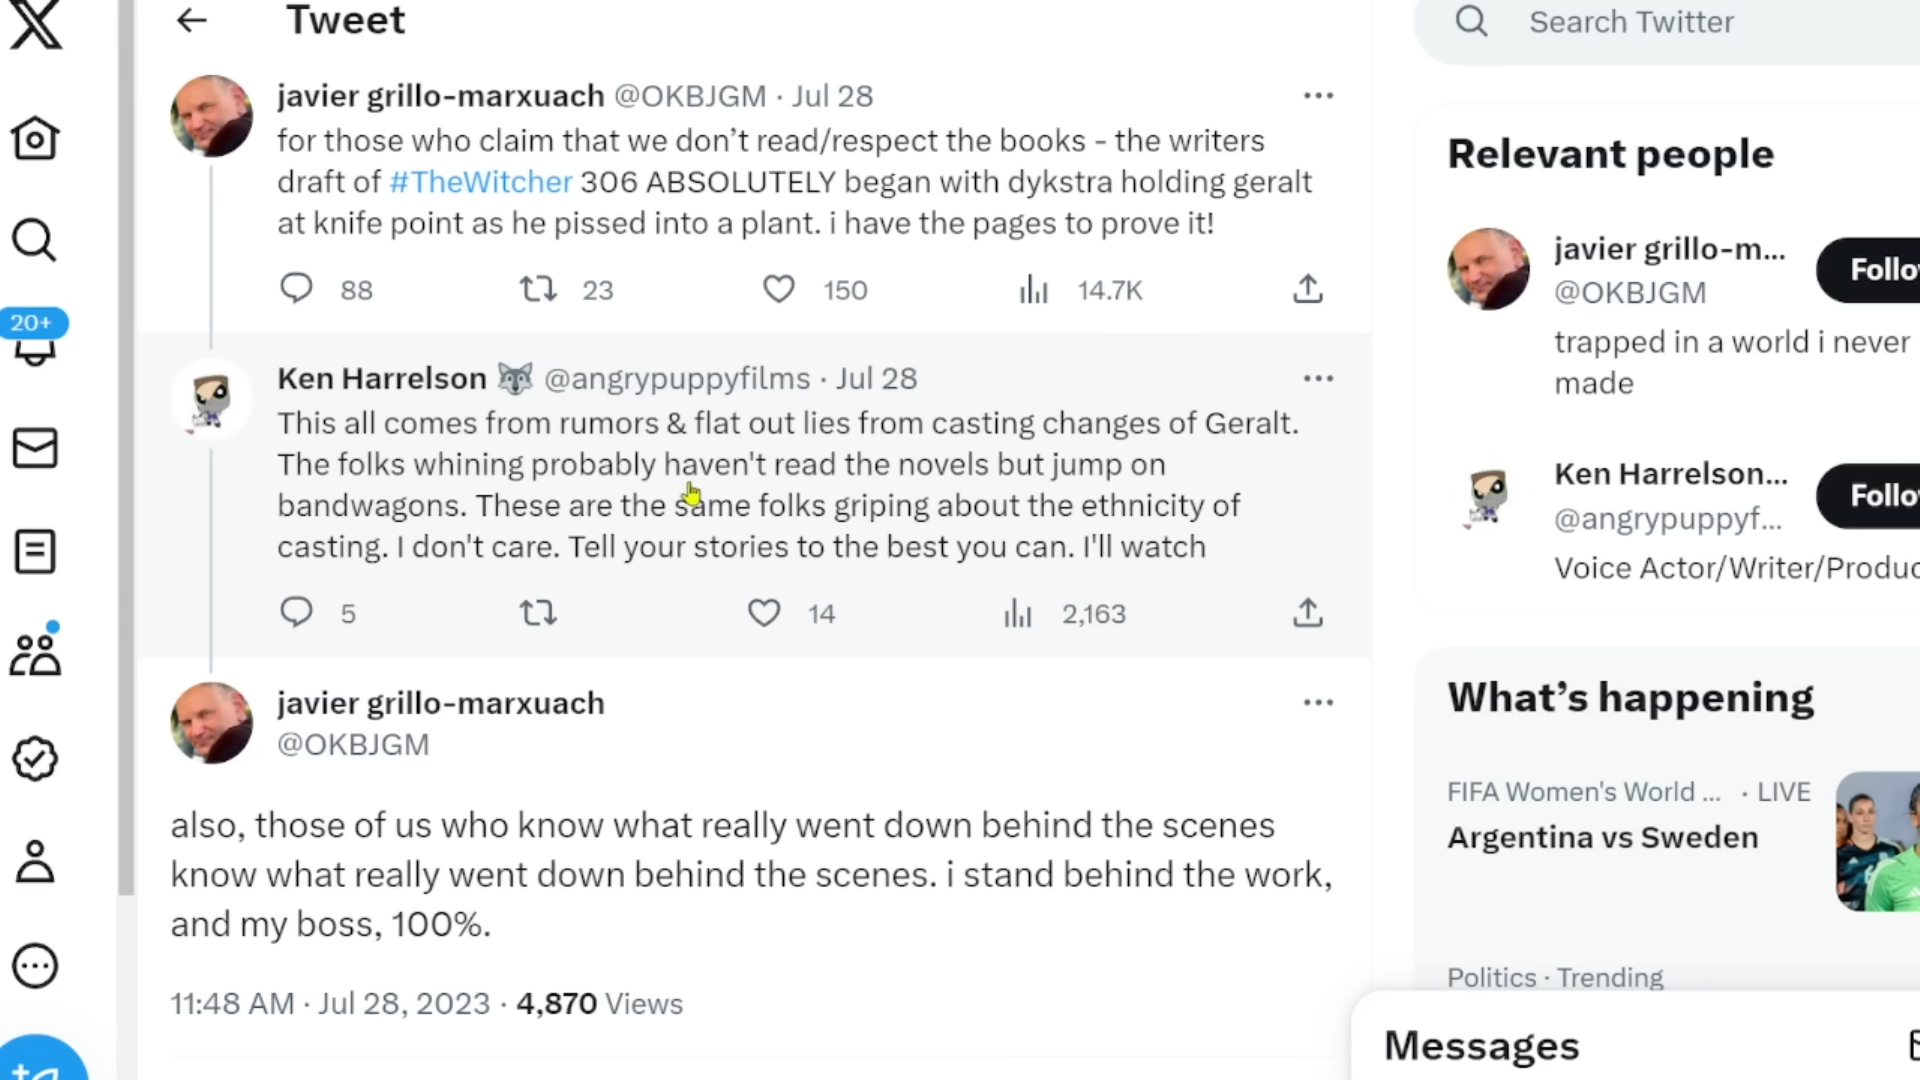 Tweet
Search Twitter
javier grillo-marxuach @OKBJGM · Jul 28
for those who claim that we don't read/respect the books - the writers
draft of #TheWitcher 306 ABSOLUTELY began with dykstra holding geralt
at knife point as he pissed into a plant. i have the pages to prove it!
88 23 150 14.7K
20+
Ken Harrelson @angrypuppyfilms · Jul 28
This all comes from rumors & flat out lies from casting changes of Geralt.
The folks whining probably haven't read the novels but jump on
bandwagons. These are the same folks griping about the ethnicity of
casting. I don't care. Tell your stories to the best you can. I'll watch
5 14 2,163
javier grillo-marxuach
@OKBJGM
also, those of us who know what really went down behind the scenes
know what really went down behind the scenes. i stand behind the work,
and my boss, 100%.
11:48 AM · Jul 28, 2023 · 4,870 Views
Relevant people
javier grillo-m...
@OKBJGM
Follo
trapped in a world i never
made
Ken Harrelson...
@angrypuppyf...
Follo
Voice Actor/Writer/Produc
What's happening
FIFA Women's World ... · LIVE
Argentina vs Sweden
Politics · Trending
Messages